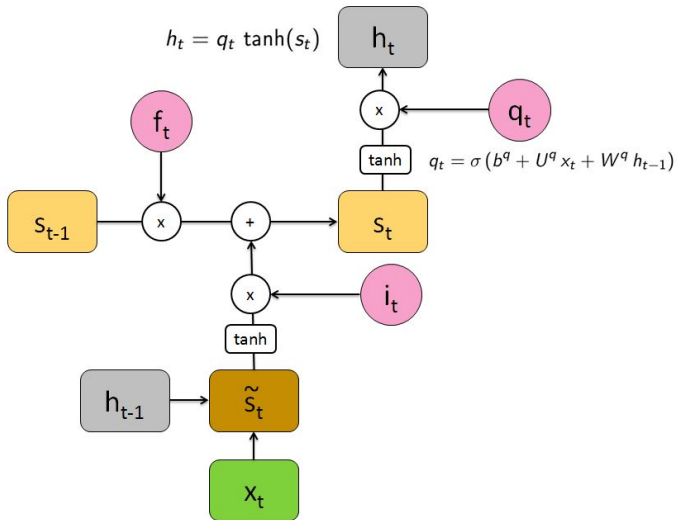 h_t = q_t tanh(s_t)
h_t
x
q_t
f_t
tanh
q_t = σ (b^q + U^q x_t + W^q h_{t−1})
s_{t-1}
x
+
s_t
x
i_t
tanh
h_{t-1}
s̃_t
x_t